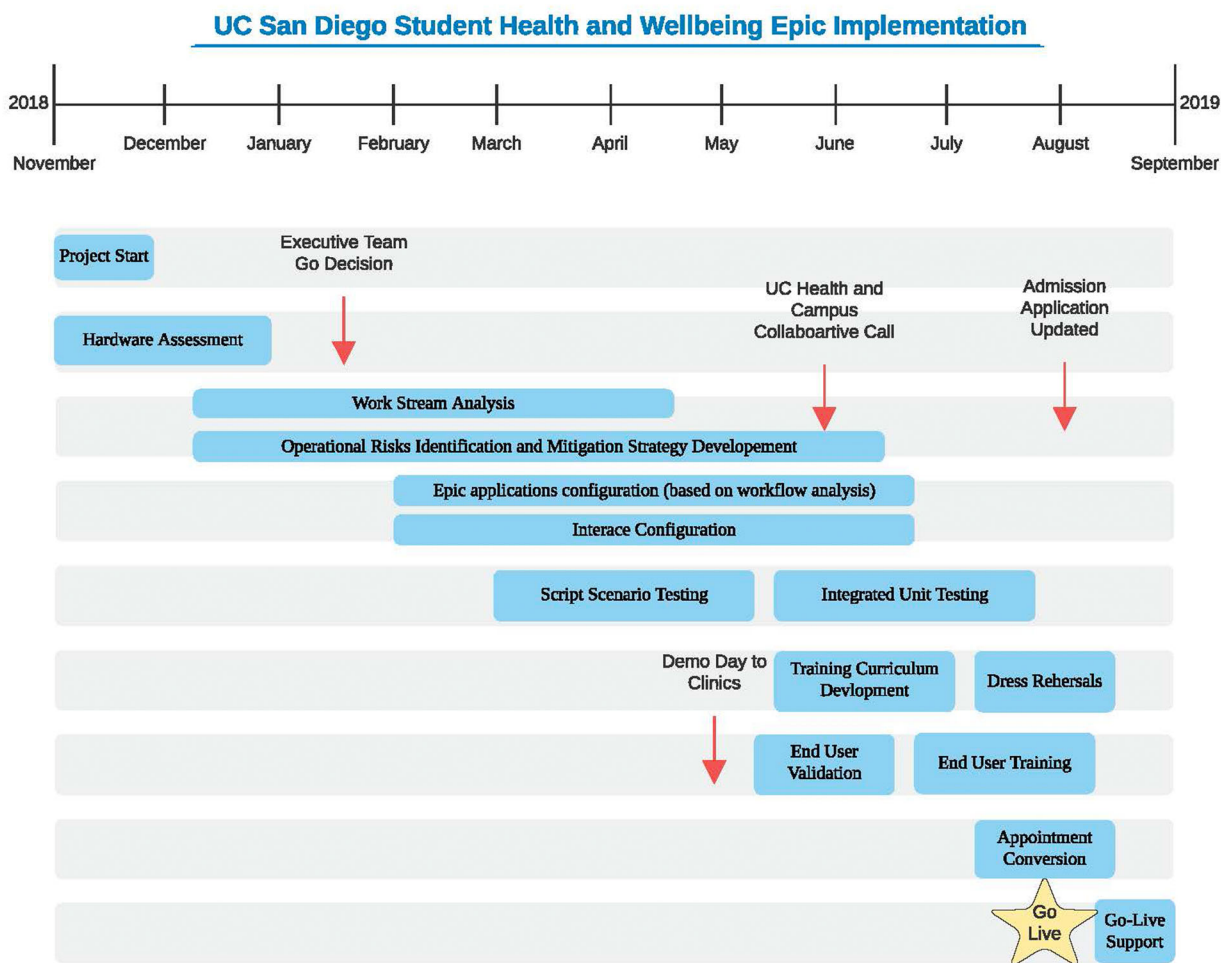 UC San Diego Student Health and Wellbeing Epic Implementation
2018
2019
November
December
January
February
March
April
May
June
July
August
September
Project Start
Executive Team
Go Decision
UC Health and
Campus
Collaboartive Call
Admission
Application
Updated
Hardware Assessment
Work Stream Analysis
Operational Risks Identification and Mitigation Strategy Developement
Epic applications configuration (based on workflow analysis)
Interace Configuration
Script Scenario Testing
Integrated Unit Testing
Demo Day to
Clinics
Training Curriculum
Devlopment
Dress Rehersals
End User
Validation
End User Training
Appointment
Conversion
Go
Live
Go-Live
Support